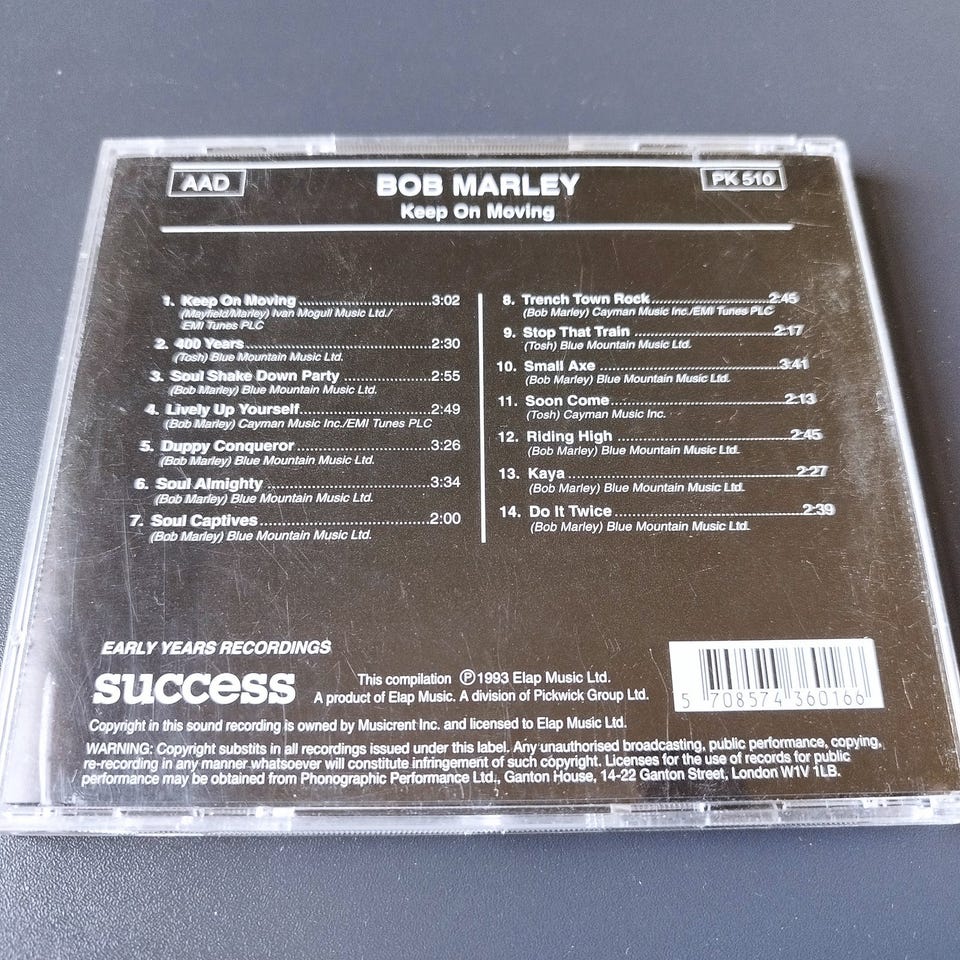 AAD
BOB MARLEY
PK 510
Keep On Moving
1. Keep On Moving 3:02
(Mayfield/Marley) Ivan Mogull Music Ltd./
EMI Tunes PLC
2. 400 Years 2:30
(Tosh) Blue Mountain Music Ltd.
3. Soul Shake Down Party 2:55
(Bob Marley) Blue Mountain Music Ltd.
4. Lively Up Yourself 2:49
(Bob Marley) Cayman Music Inc./EMI Tunes PLC
5. Duppy Conqueror 3:26
(Bob Marley) Blue Mountain Music Ltd.
6. Soul Almighty 3:34
(Bob Marley) Blue Mountain Music Ltd.
7. Soul Captives 2:00
(Bob Marley) Blue Mountain Music Ltd.
8. Trench Town Rock 2:45
(Bob Marley) Cayman Music Inc./EMI Tunes PLC
9. Stop That Train 2:17
(Tosh) Blue Mountain Music Ltd.
10. Small Axe 3:41
(Bob Marley) Blue Mountain Music Ltd.
11. Soon Come 2:13
(Tosh) Cayman Music Inc.
12. Riding High 2:45
(Bob Marley) Blue Mountain Music Ltd.
13. Kaya 2:27
(Bob Marley) Blue Mountain Music Ltd.
14. Do It Twice 2:39
(Bob Marley) Blue Mountain Music Ltd.
EARLY YEARS RECORDINGS
success
This compilation ℗1993 Elap Music Ltd.
A product of Elap Music. A division of Pickwick Group Ltd.
5 708574 360166
Copyright in this sound recording is owned by Musicrent Inc. and licensed to Elap Music Ltd.
WARNING: Copyright substits in all recordings issued under this label. Any unauthorised broadcasting, public performance, copying,
re-recording in any manner whatsoever will constitute infringement of such copyright. Licenses for the use of records for public
performance may be obtained from Phonographic Performance Ltd., Ganton House, 14-22 Ganton Street, London W1V 1LB.